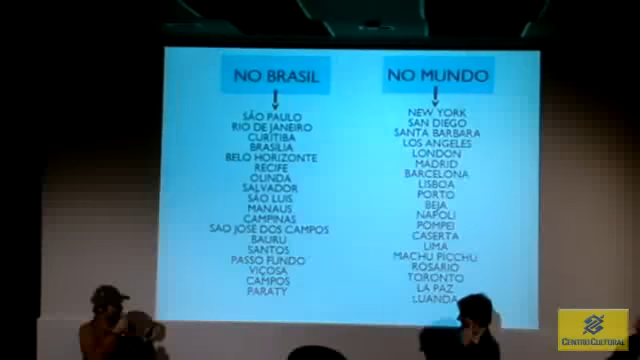 NO BRASIL
SÃO PAULO
RIO DE JANEIRO
CURITIBA
BRASÍLIA
BELO HORIZONTE
RECIFE
OLINDA
SALVADOR
SÃO LUIS
MANAUS
CAMPINAS
SAO JOSE DOS CAMPOS
BAURU
SANTOS
PASSO FUNDO
VIÇOSA
CAMPOS
PARATY
NO MUNDO
NEW YORK
SAN DIEGO
SANTA BARBARA
LOS ANGELES
LONDON
MADRID
BARCELONA
LISBOA
PORTO
BEJA
NAPOLI
POMPEI
CASERTA
LIMA
MACHU PICCHU
ROSÁRIO
TORONTO
LA PAZ
LUANDA
CENTRO CULTURAL